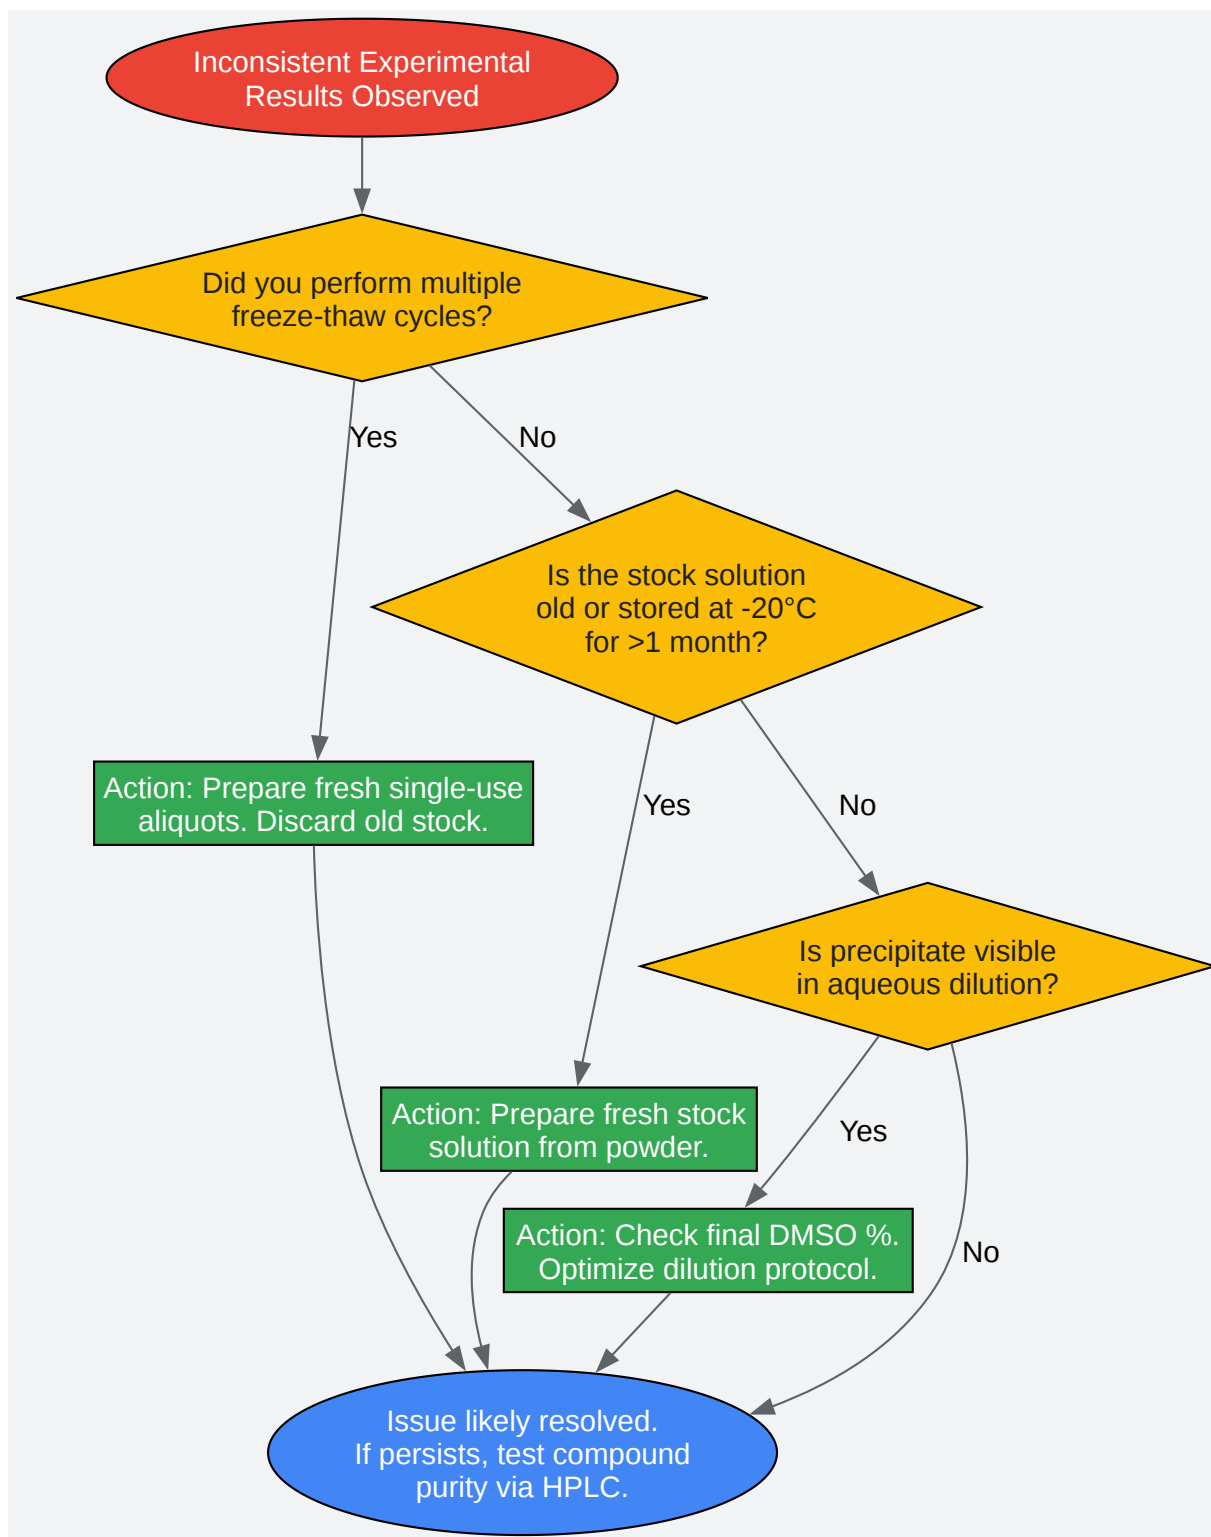 Inconsistent Experimental
Results Observed
Did you perform multiple
freeze-thaw cycles?
Yes
No
Is the stock solution
old or stored at -20°C
for >1 month?
Action: Prepare fresh single-use
aliquots. Discard old stock.
Yes
No
Is precipitate visible
in aqueous dilution?
Action: Prepare fresh stock
solution from powder.
Yes
Action: Check final DMSO %.
Optimize dilution protocol.
No
Issue likely resolved.
If persists, test compound
purity via HPLC.